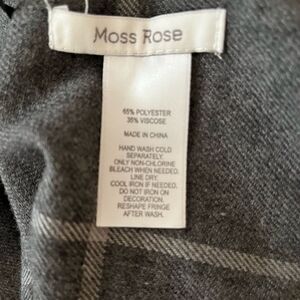 Moss Rose
65% POLYESTER
35% VISCOSE
MADE IN CHINA
HAND WASH COLD
SEPARATELY.
ONLY NON-CHLORINE
BLEACH WHEN NEEDED.
LINE DRY.
COOL IRON IF NEEDED.
DO NOT IRON ON
DECORATION.
RESHAPE FRINGE
AFTER WASH.